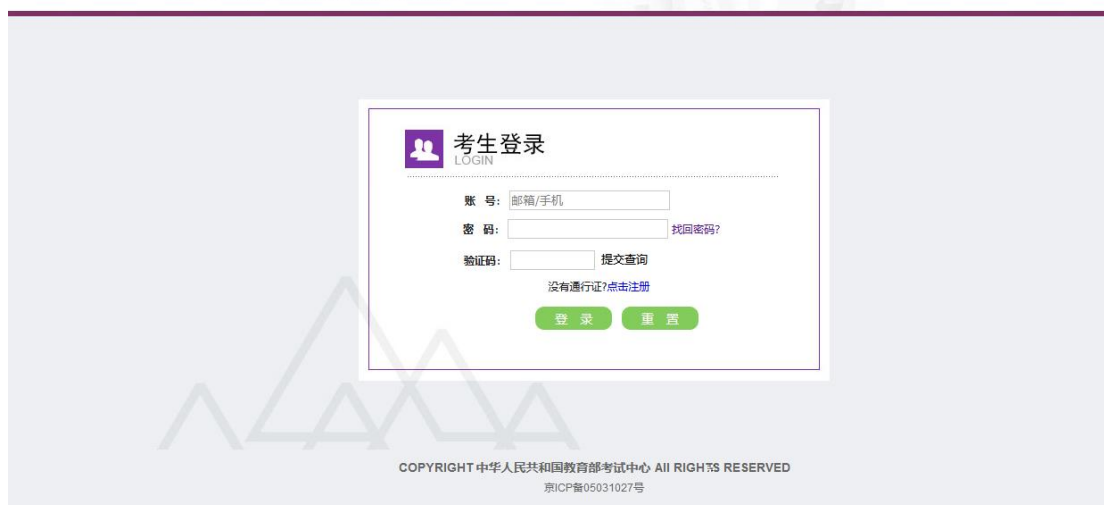 考生登录
LOGIN
账 号: 邮箱/手机
密 码: 找回密码?
验证码: 提交查询
没有通行证?点击注册
登 录 重 置
COPYRIGHT 中华人民共和国教育部考试中心 All RIGHTS RESERVED
京ICP备05031027号